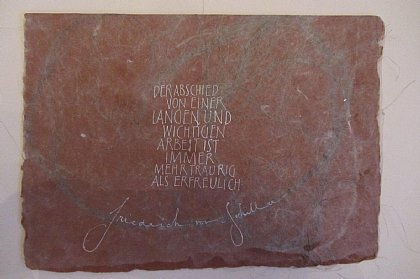 DER ABSCHIED
VON EINER
LANGEN UND
WICHTIGEN
ARBEIT IST
IMMER
MEHR TRAURIG
ALS ERFREULICH
Friedrich von Schiller